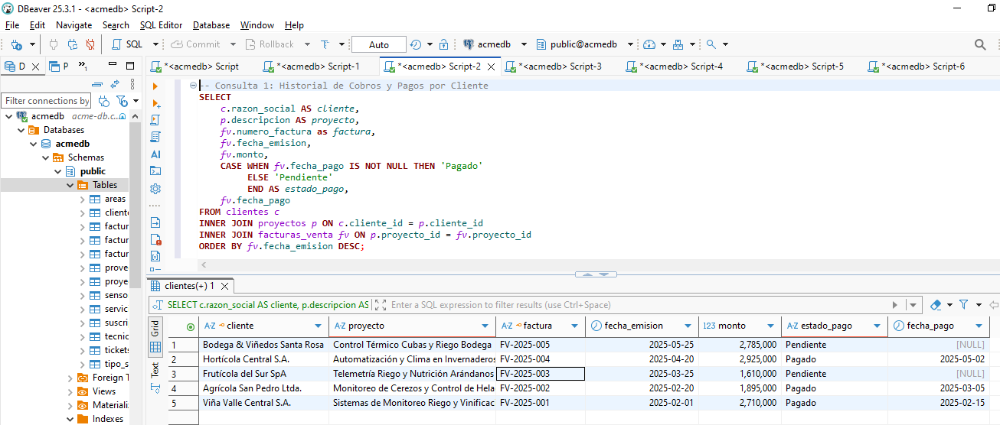 DBeaver 25.3.1 - <acmedb> Script-2
File Edit Navigate Search SQL Editor Database Window Help
SQL Commit Rollback T Auto acmedb public@acmedb
D P »1 *<acmedb> Script *<acmedb> Script-1 *<acmedb> Script-2 *<acmedb> Script-3 *<acmedb> Script-4 *<acmedb> Script-5 *<acmedb> Script-6
Filter connections by
acmedb acme-db.c...
Databases
acmedb
Schemas
public
Tables
areas
cliente
factur
factur
factur
prove
proye
senso
servic
suscri
tecnic
tickets
tipo_s
Foreign T
Views
Materiali
Indexes
AI
-- Consulta 1: Historial de Cobros y Pagos por Cliente
SELECT
c.razon_social AS cliente,
p.descripcion AS proyecto,
fv.numero_factura as factura,
fv.fecha_emision,
fv.monto,
CASE WHEN fv.fecha_pago IS NOT NULL THEN 'Pagado'
ELSE 'Pendiente'
END AS estado_pago,
fv.fecha_pago
FROM clientes c
INNER JOIN proyectos p ON c.cliente_id = p.cliente_id
INNER JOIN facturas_venta fv ON p.proyecto_id = fv.proyecto_id
ORDER BY fv.fecha_emision DESC;
clientes(+) 1
SELECT c.razon_social AS cliente, p.descripcion AS Enter a SQL expression to filter results (use Ctrl+Space)
Grid
Text
A-Z cliente A-Z proyecto A-Z factura fecha_emision 123 monto A-Z estado_pago fecha_pago
1 Bodega & Viñedos Santa Rosa Control Térmico Cubas y Riego Bodega FV-2025-005 2025-05-25 2,785,000 Pendiente [NULL]
2 Hortícola Central S.A. Automatización y Clima en Invernaderos FV-2025-004 2025-04-20 2,925,000 Pagado 2025-05-02
3 Frutícola del Sur SpA Telemetría Riego y Nutrición Arándanos FV-2025-003 2025-03-25 1,610,000 Pendiente [NULL]
4 Agrícola San Pedro Ltda. Monitoreo de Cerezos y Control de Hela FV-2025-002 2025-02-20 1,895,000 Pagado 2025-03-05
5 Viña Valle Central S.A. Sistemas de Monitoreo Riego y Vinificac FV-2025-001 2025-02-01 2,710,000 Pagado 2025-02-15